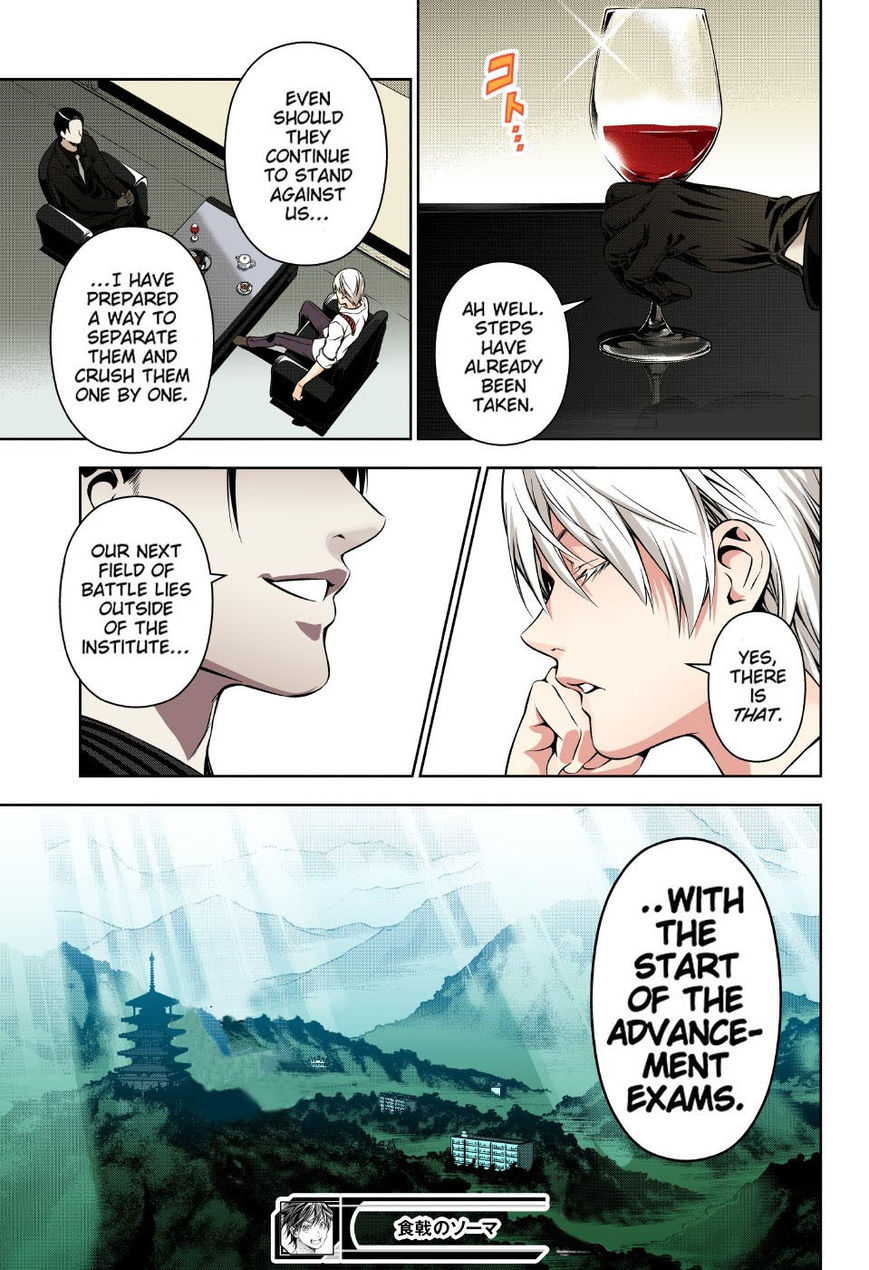 コト…
AH WELL.
STEPS
HAVE
ALREADY
BEEN
TAKEN.
EVEN
SHOULD
THEY
CONTINUE
TO STAND
AGAINST
US...
...I HAVE
PREPARED
A WAY TO
SEPARATE
THEM AND
CRUSH THEM
ONE BY ONE.
YES,
THERE
IS
THAT.
OUR NEXT
FIELD OF
BATTLE LIES
OUTSIDE
OF THE
INSTITUTE...
..WITH
THE
START
OF THE
ADVANCE-
MENT
EXAMS.
食戟のソーマ